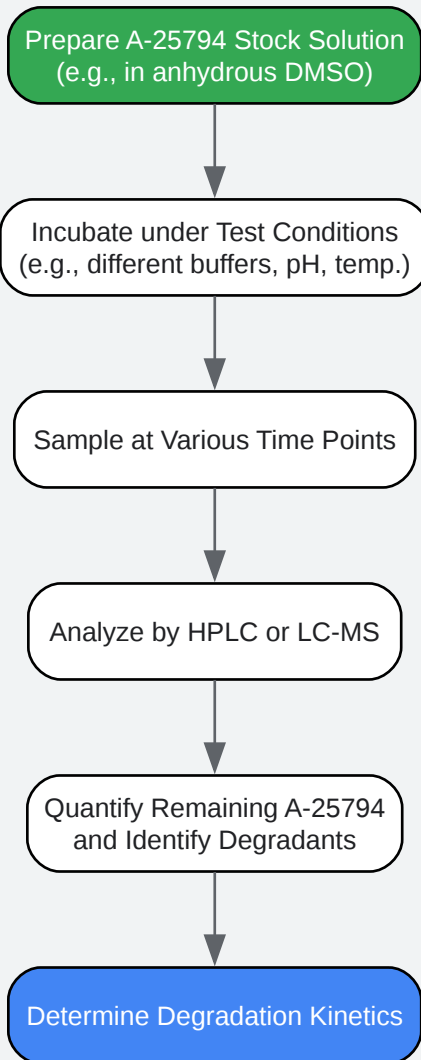 Prepare A-25794 Stock Solution
(e.g., in anhydrous DMSO)
Incubate under Test Conditions
(e.g., different buffers, pH, temp.)
Sample at Various Time Points
Analyze by HPLC or LC-MS
Quantify Remaining A-25794
and Identify Degradants
Determine Degradation Kinetics